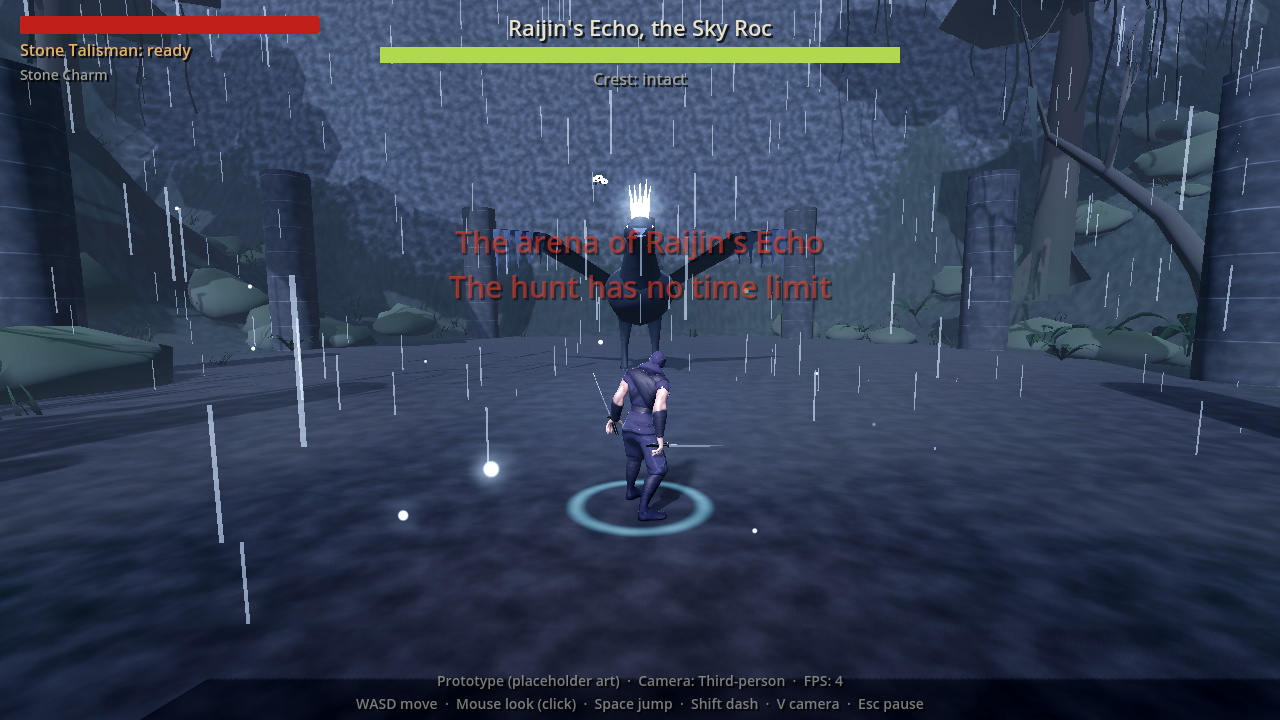 Raijin's Echo, the Sky Roc
Stone Talisman: ready
Stone Charm
Crest: intact
The arena of Raijin's Echo
The hunt has no time limit
Prototype (placeholder art) · Camera: Third-person · FPS: 4
WASD move · Mouse look (click) · Space jump · Shift dash · V camera · Esc pause